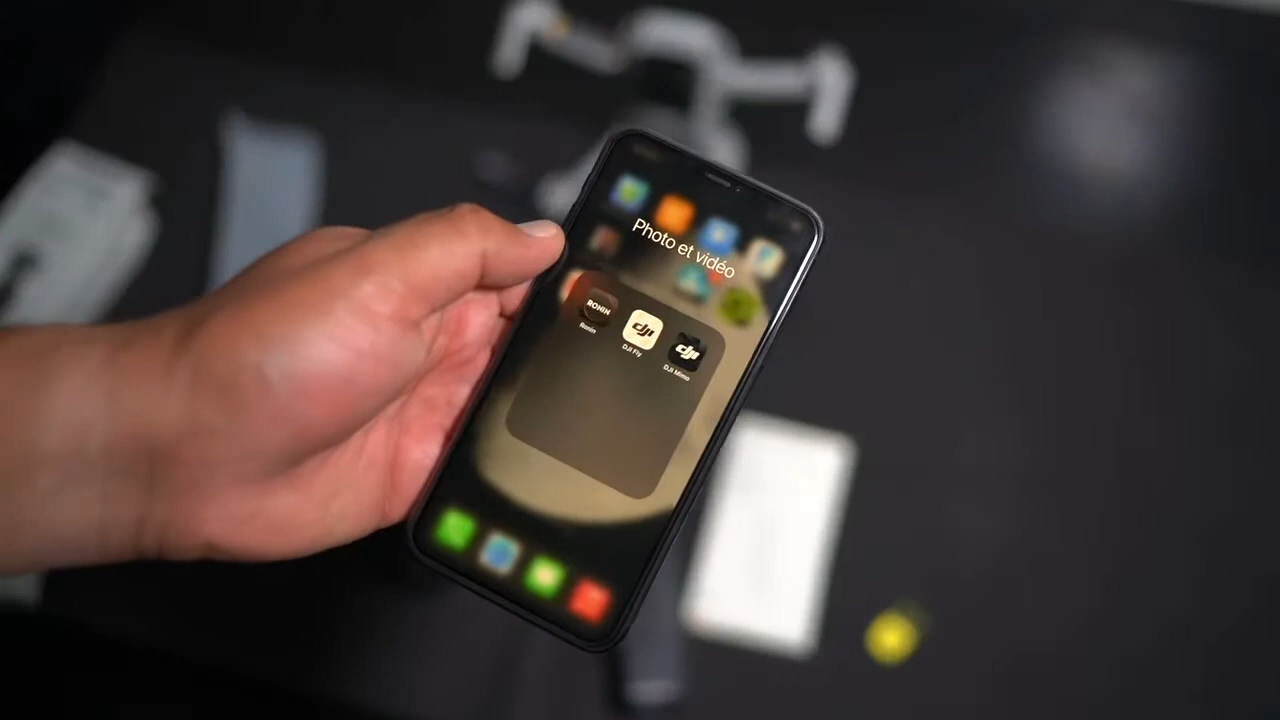 Photo et vidéo
RONIN
Ronin
dji
DJI Fly
dji
DJI Mimo